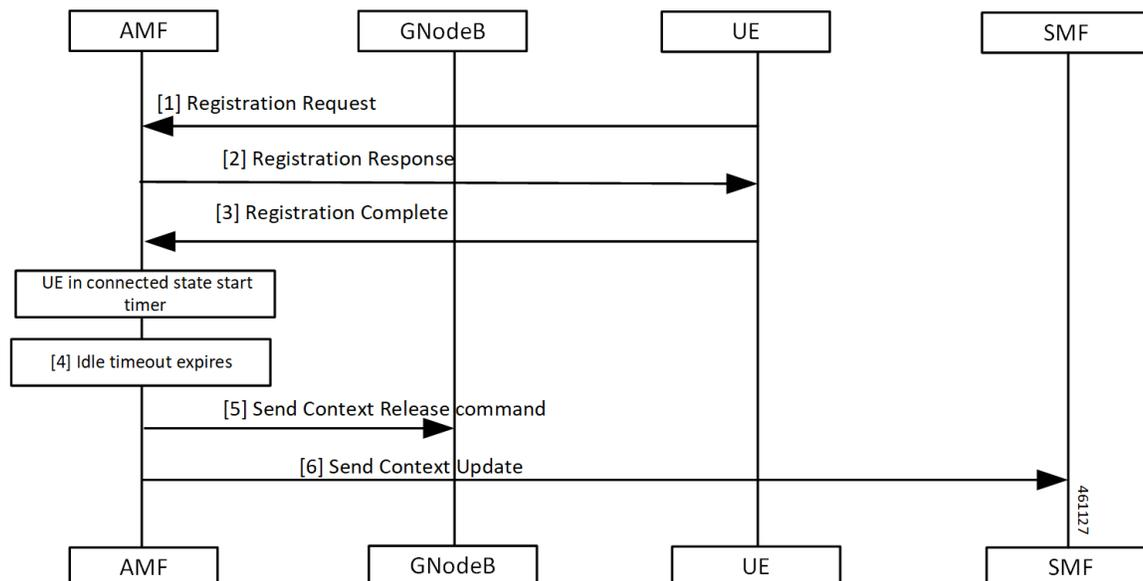 AMF
GNodeB
UE
SMF
[1] Registration Request
[2] Registration Response
[3] Registration Complete
UE in connected state start
timer
[4] Idle timeout expires
[5] Send Context Release command
[6] Send Context Update
461127
AMF
GNodeB
UE
SMF